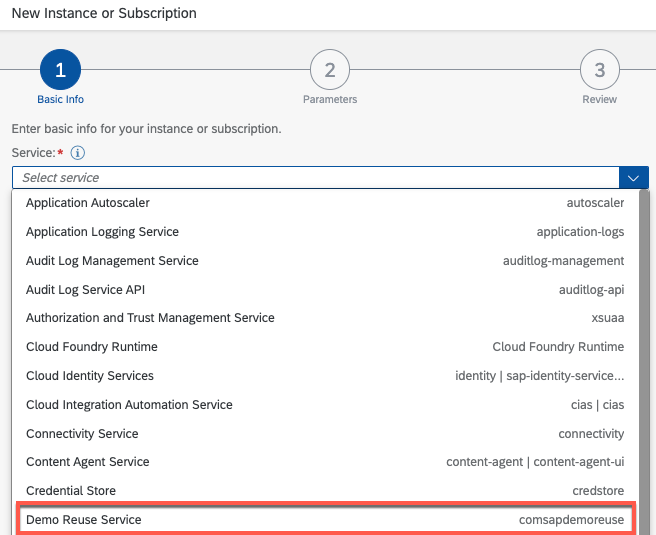 New Instance or Subscription
1 2 3
Basic Info Parameters Review
Enter basic info for your instance or subscription.
Service:*
Select service
Application Autoscaler autoscaler
Application Logging Service application-logs
Audit Log Management Service auditlog-management
Audit Log Service API auditlog-api
Authorization and Trust Management Service xsuaa
Cloud Foundry Runtime Cloud Foundry Runtime
Cloud Identity Services identity | sap-identity-service...
Cloud Integration Automation Service cias | cias
Connectivity Service connectivity
Content Agent Service content-agent | content-agent-ui
Credential Store credstore
Demo Reuse Service comsapdemoreuse